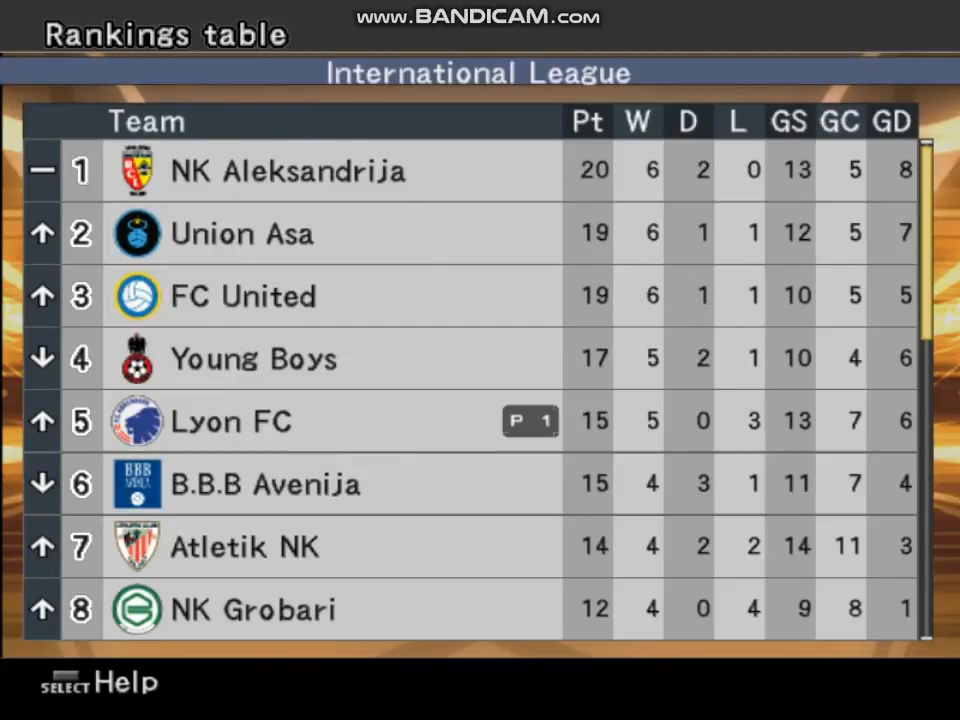 www.BANDICAM.com
Rankings table
International League
Team Pt W D L GS GC GD
1 NK Aleksandrija 20 6 2 0 13 5 8
2 Union Asa 19 6 1 1 12 5 7
3 FC United 19 6 1 1 10 5 5
4 Young Boys 17 5 2 1 10 4 6
5 Lyon FC P 1 15 5 0 3 13 7 6
6 BBB B.B.B Avenija 15 4 3 1 11 7 4
7 Atletik NK 14 4 2 2 14 11 3
8 NK Grobari 12 4 0 4 9 8 1
SELECT Help